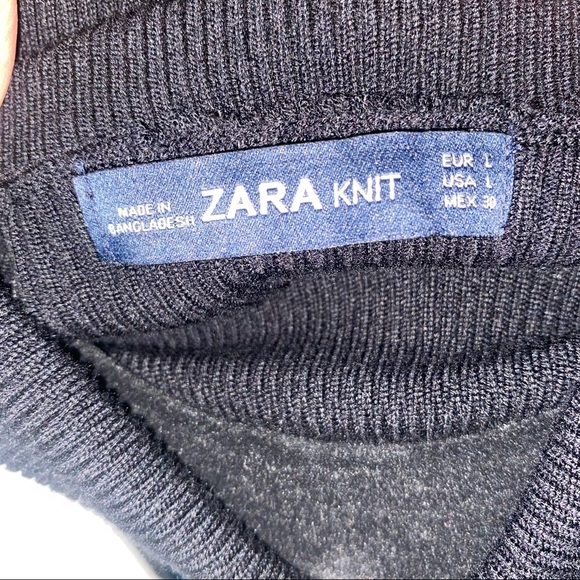 MADE IN
BANGLADESH
ZARA KNIT
EUR L
USA L
MEX 30